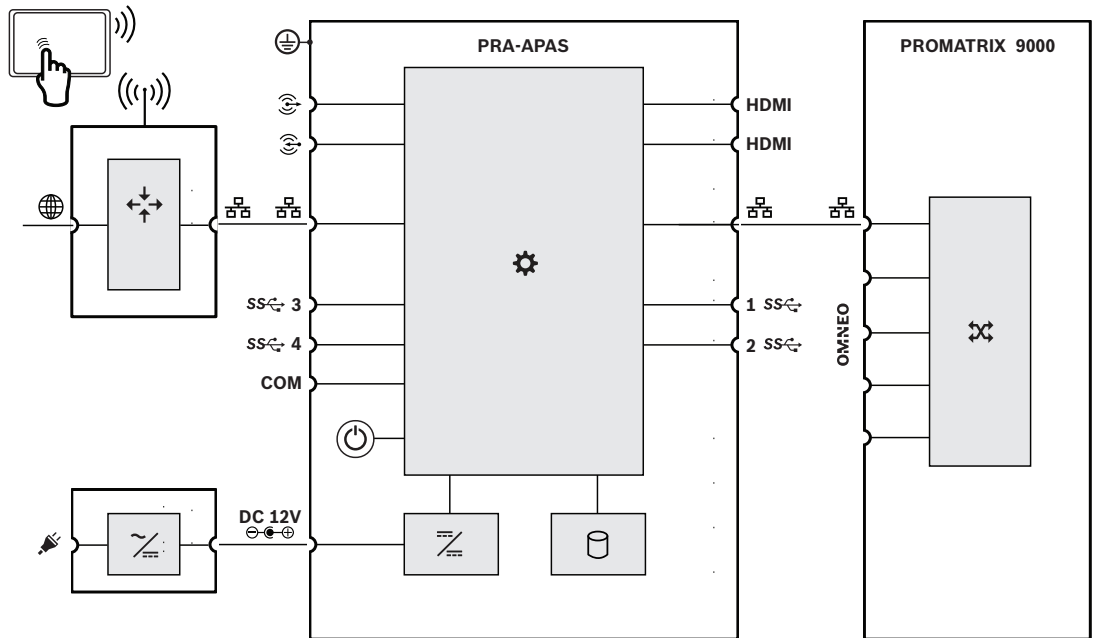 PRA-APAS
PROMATRIX 9000
HDMI
HDMI
SS 3
1 SS
SS 4
2 SS
OMNEO
COM
DC 12V